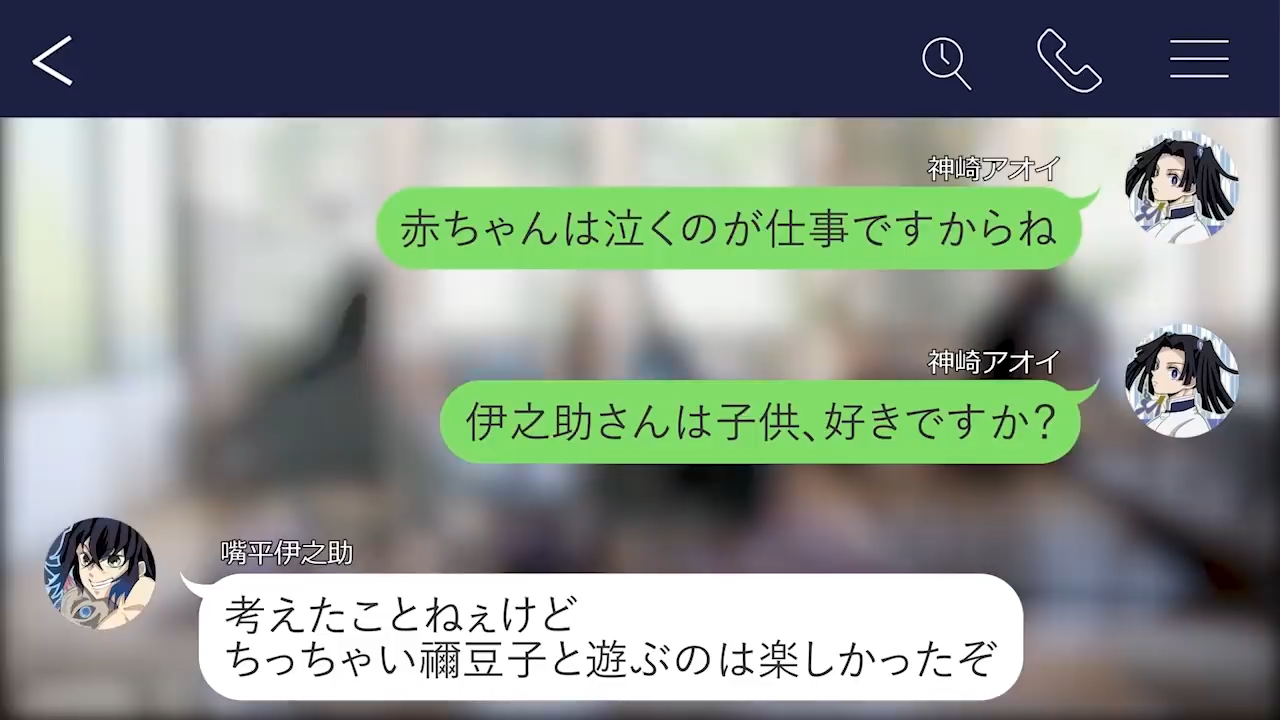 神崎アオイ
赤ちゃんは泣くのが仕事ですからね
神崎アオイ
伊之助さんは子供、好きですか?
嘴平伊之助
考えたことねぇけど
ちっちゃい禰豆子と遊ぶのは楽しかったぞ